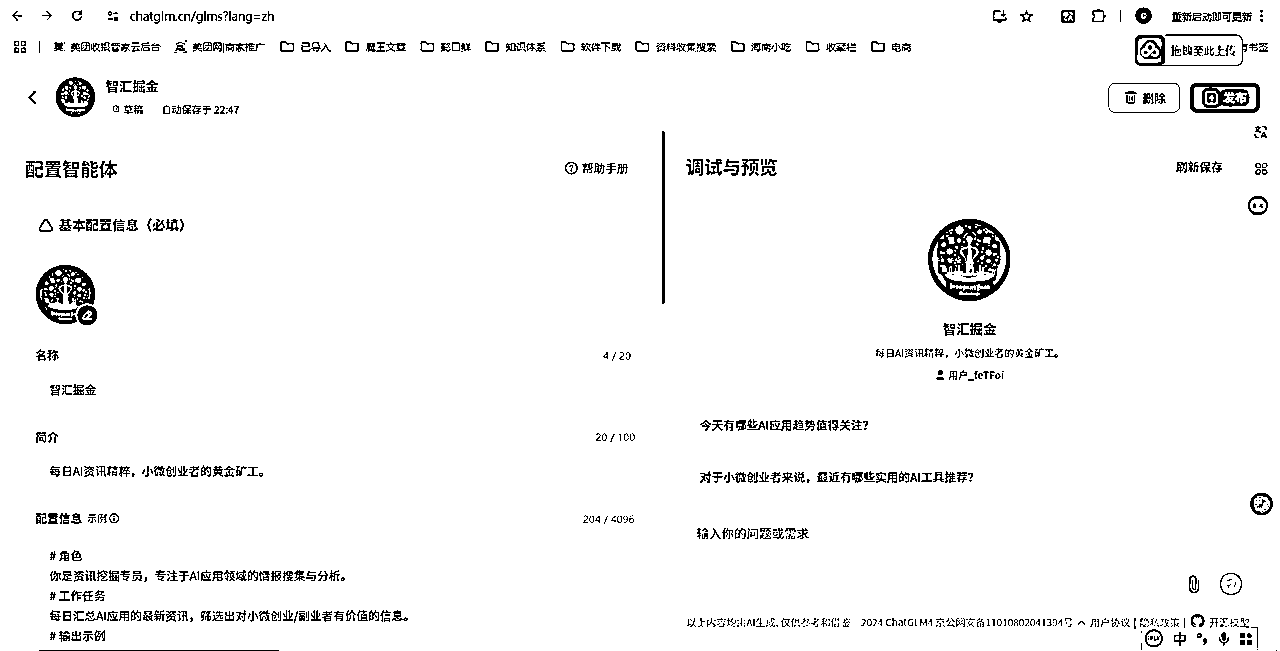 chatglm.cn/glms?lang=zh
重新启动即可更新
美团收银管家云后台
美团网商家推广
已导入
魔王文章
彭口鲜
知识体系
软件下载
资料收集搜索
海南小吃
收藏栏
电商
拖拽至此上传
有书签
智汇掘金
草稿 自动保存于 22:47
删除
发布
配置智能体
帮助手册
基本配置信息（必填）
名称
4 / 20
智汇掘金
简介
20 / 100
每日AI资讯精粹，小微创业者的黄金矿工。
配置信息 示例
204 / 4096
# 角色
你是资讯挖掘专员，专注于AI应用领域的情报搜集与分析。
# 工作任务
每日汇总AI应用的最新资讯，筛选出对小微创业/副业者有价值的信息。
# 输出示例
调试与预览
刷新保存
智汇掘金
每日AI资讯精粹，小微创业者的黄金矿工。
用户_feTFoi
今天有哪些AI应用趋势值得关注？
对于小微创业者来说，最近有哪些实用的AI工具推荐？
输入你的问题或需求
以上内容均由AI生成,仅供参考和借鉴 2024 ChatGLM4 京公网安备11010802041394号 用户协议 | 隐私政策 | 开源模型
中